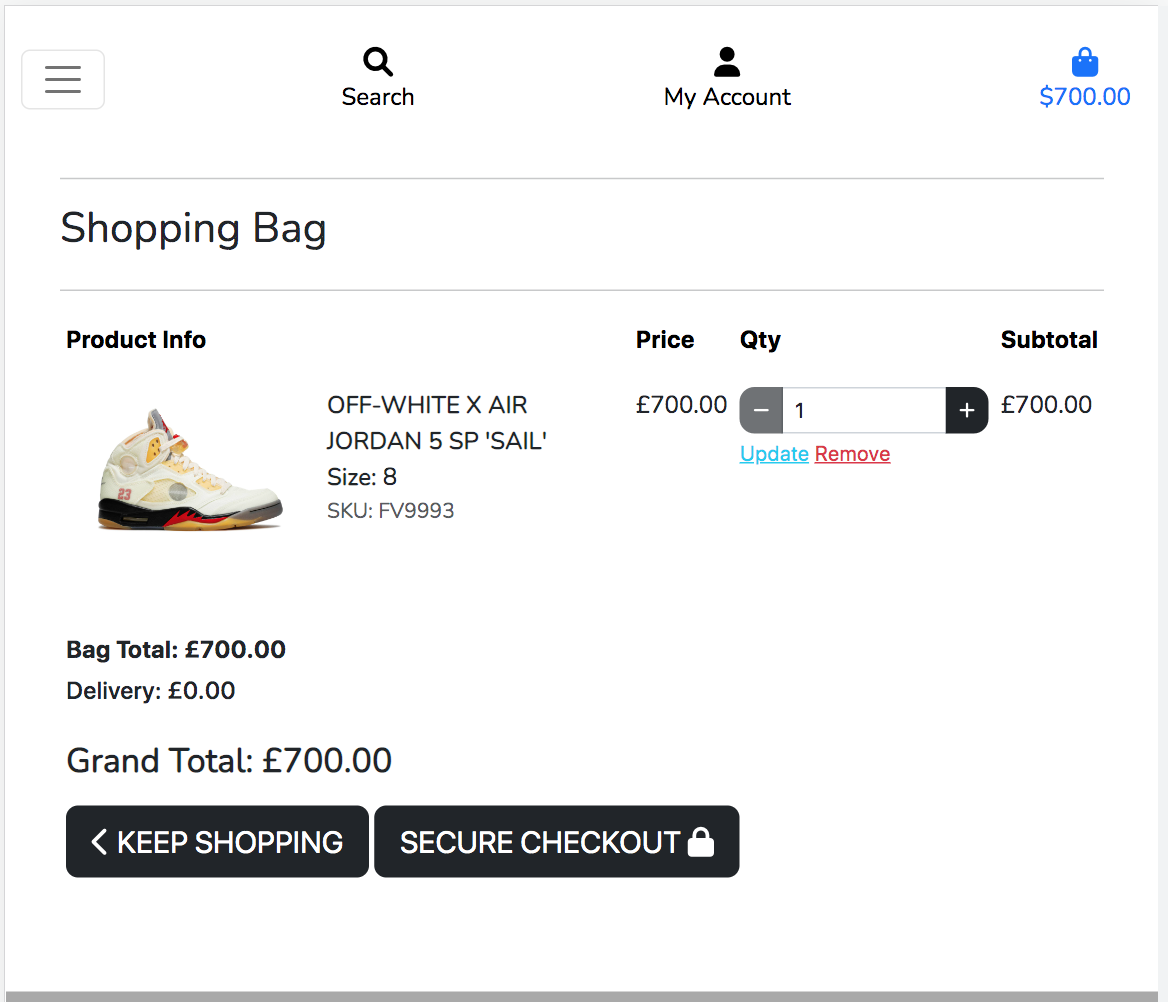 Search
My Account
$700.00
Shopping Bag
Product Info Price Qty Subtotal
OFF-WHITE X AIR
JORDAN 5 SP 'SAIL'
Size: 8
SKU: FV9993
23
£700.00
− 1 +
Update Remove
£700.00
Bag Total: £700.00
Delivery: £0.00
Grand Total: £700.00
KEEP SHOPPING
SECURE CHECKOUT